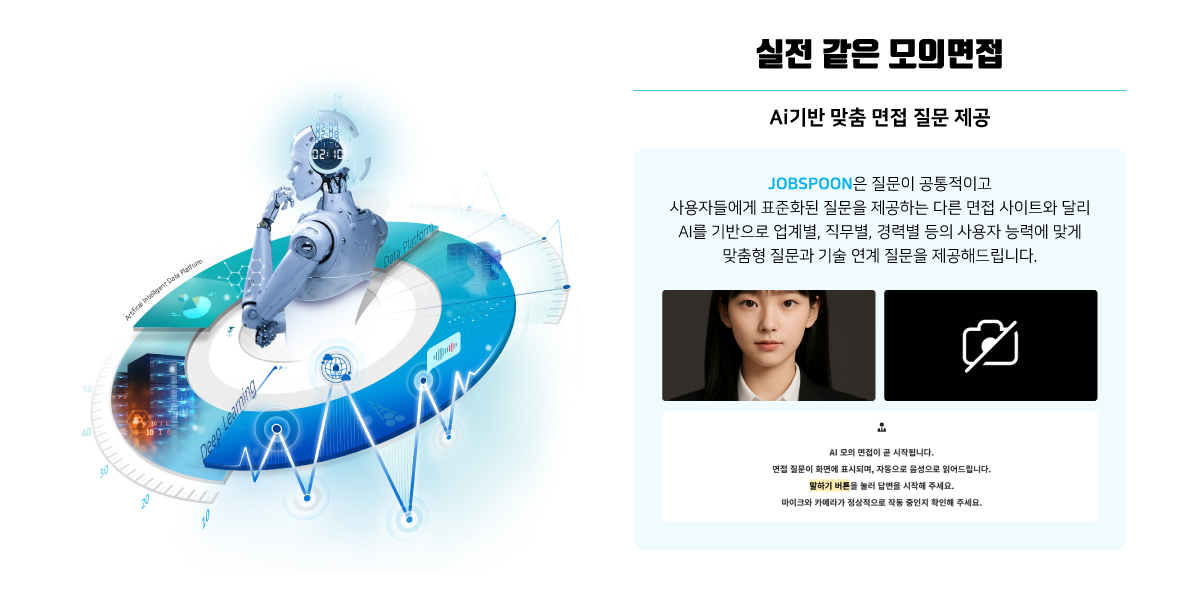 실전 같은 모의면접
Ai기반 맞춤 면접 질문 제공
JOBSPOON은 질문이 공통적이고
사용자들에게 표준화된 질문을 제공하는 다른 면접 사이트와 달리
AI를 기반으로 업계별, 직무별, 경력별 등의 사용자 능력에 맞게
맞춤형 질문과 기술 연계 질문을 제공해드립니다.
AI 모의 면접이 곧 시작됩니다.
면접 질문이 화면에 표시되며, 자동으로 음성으로 읽어드립니다.
말하기 버튼을 눌러 답변을 시작해 주세요.
마이크와 카메라가 정상적으로 작동 중인지 확인해 주세요.
02:10
Data Platform
Artifical Intelligent Data Platfrom
Deep Learning
50
40
30
20
10